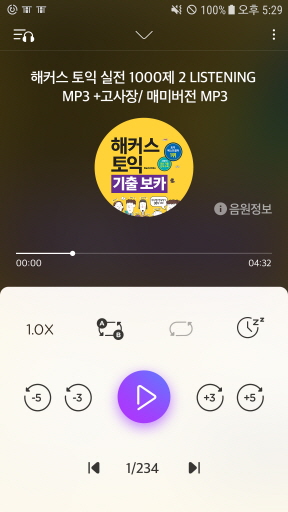 100% 오후 5:29
해커스 토익 실전 1000제 2 LISTENING
MP3 +고사장/ 매미버전 MP3
해커스
토익
기출 보카
음원정보
00:00
04:32
1.0X
A
B
-5
-3
+3
+5
1/234